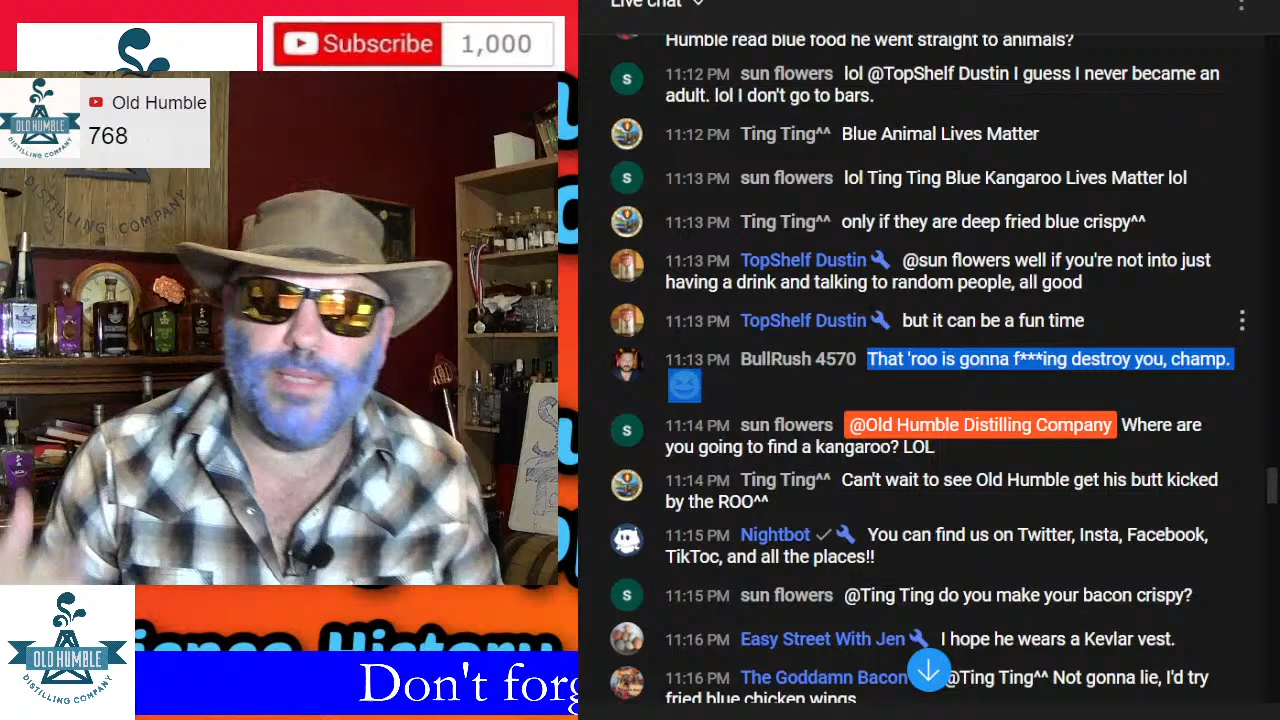 Subscribe 1,000
Old Humble
768
OLD HUMBLE
DISTILLING COMPANY
DISTILLING COMPANY
OLD HUMBLE
DISTILLING COMPANY
History
Don't forg
Live chat
Humble read blue food he went straight to animals?
S 11:12 PM sun flowers lol @TopShelf Dustin I guess I never became an
adult. lol I don't go to bars.
11:12 PM Ting Ting^^ Blue Animal Lives Matter
S 11:13 PM sun flowers lol Ting Ting Blue Kangaroo Lives Matter lol
11:13 PM Ting Ting^^ only if they are deep fried blue crispy^^
11:13 PM TopShelf Dustin @sun flowers well if you're not into just
having a drink and talking to random people, all good
11:13 PM TopShelf Dustin but it can be a fun time
11:13 PM BullRush 4570 That 'roo is gonna f***ing destroy you, champ.
S 11:14 PM sun flowers @Old Humble Distilling Company Where are
you going to find a kangaroo? LOL
11:14 PM Ting Ting^^ Can't wait to see Old Humble get his butt kicked
by the ROO^^
11:15 PM Nightbot You can find us on Twitter, Insta, Facebook,
TikToc, and all the places!!
S 11:15 PM sun flowers @Ting Ting do you make your bacon crispy?
11:16 PM Easy Street With Jen I hope he wears a Kevlar vest.
11:16 PM The Goddamn Bacon @Ting Ting^^ Not gonna lie, I'd try
fried blue chicken wings